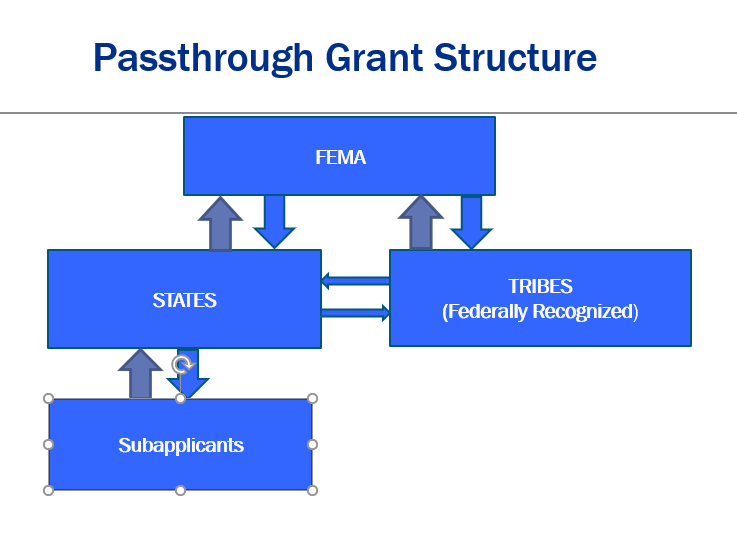 Passthrough Grant Structure
FEMA
STATES
TRIBES
(Federally Recognized)
Subapplicants